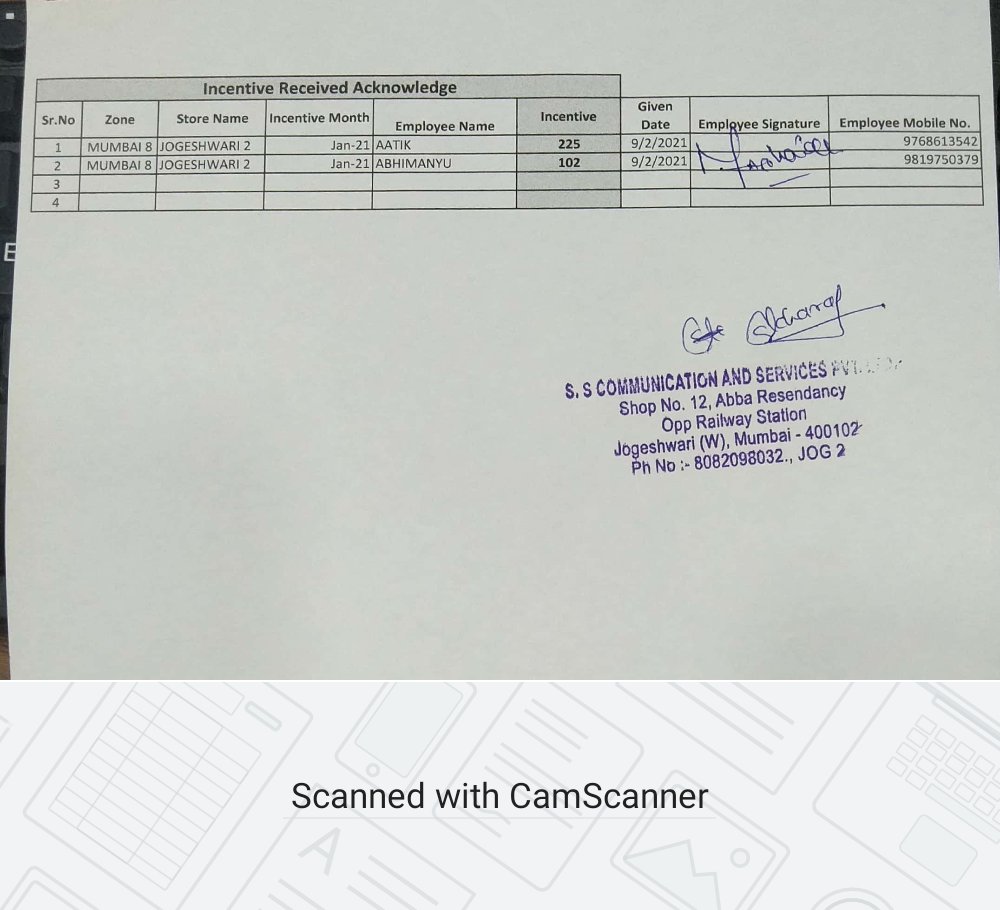 Incentive Received Acknowledge
Sr.No Zone Store Name Incentive Month Employee Name Incentive Given Date Employee Signature Employee Mobile No.
1 MUMBAI 8 JOGESHWARI 2 Jan-21 AATIK 225 9/2/2021 9768613542
2 MUMBAI 8 JOGESHWARI 2 Jan-21 ABHIMANYU 102 9/2/2021 9819750379
3
4
S. S COMMUNICATION AND SERVICES PVT. LTD.
Shop No. 12, Abba Resendancy
Opp Railway Station
Jogeshwari (W), Mumbai - 400102
Ph No :- 8082098032., JOG 2
Scanned with CamScanner